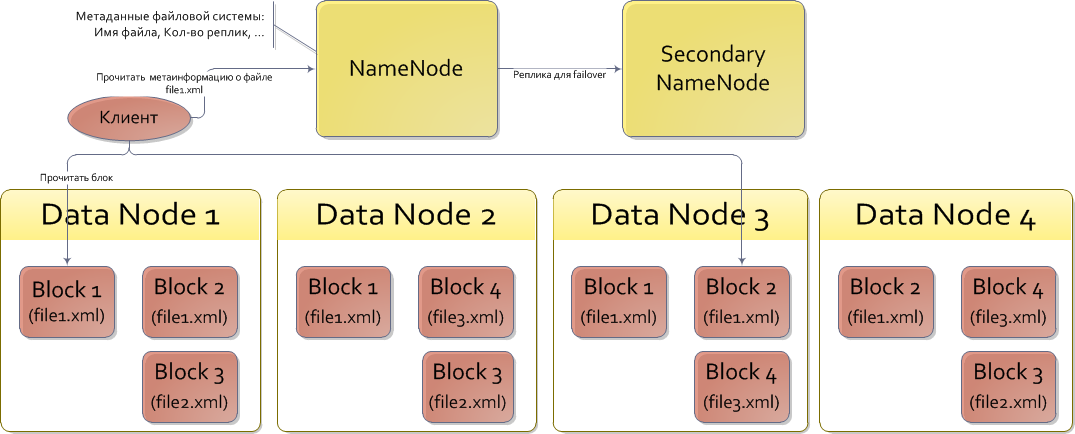 Метаданные файловой системы:
Имя файла, Кол-во реплик, ...
NameNode
Secondary
NameNode
Прочитать метаинформацию о файле
file1.xml
Реплика для failover
Клиент
Прочитать блок
Data Node 1
Data Node 2
Data Node 3
Data Node 4
Block 1
(file1.xml)
Block 2
(file1.xml)
Block 3
(file2.xml)
Block 1
(file1.xml)
Block 4
(file3.xml)
Block 3
(file2.xml)
Block 1
(file1.xml)
Block 2
(file1.xml)
Block 4
(file3.xml)
Block 2
(file1.xml)
Block 4
(file3.xml)
Block 3
(file2.xml)